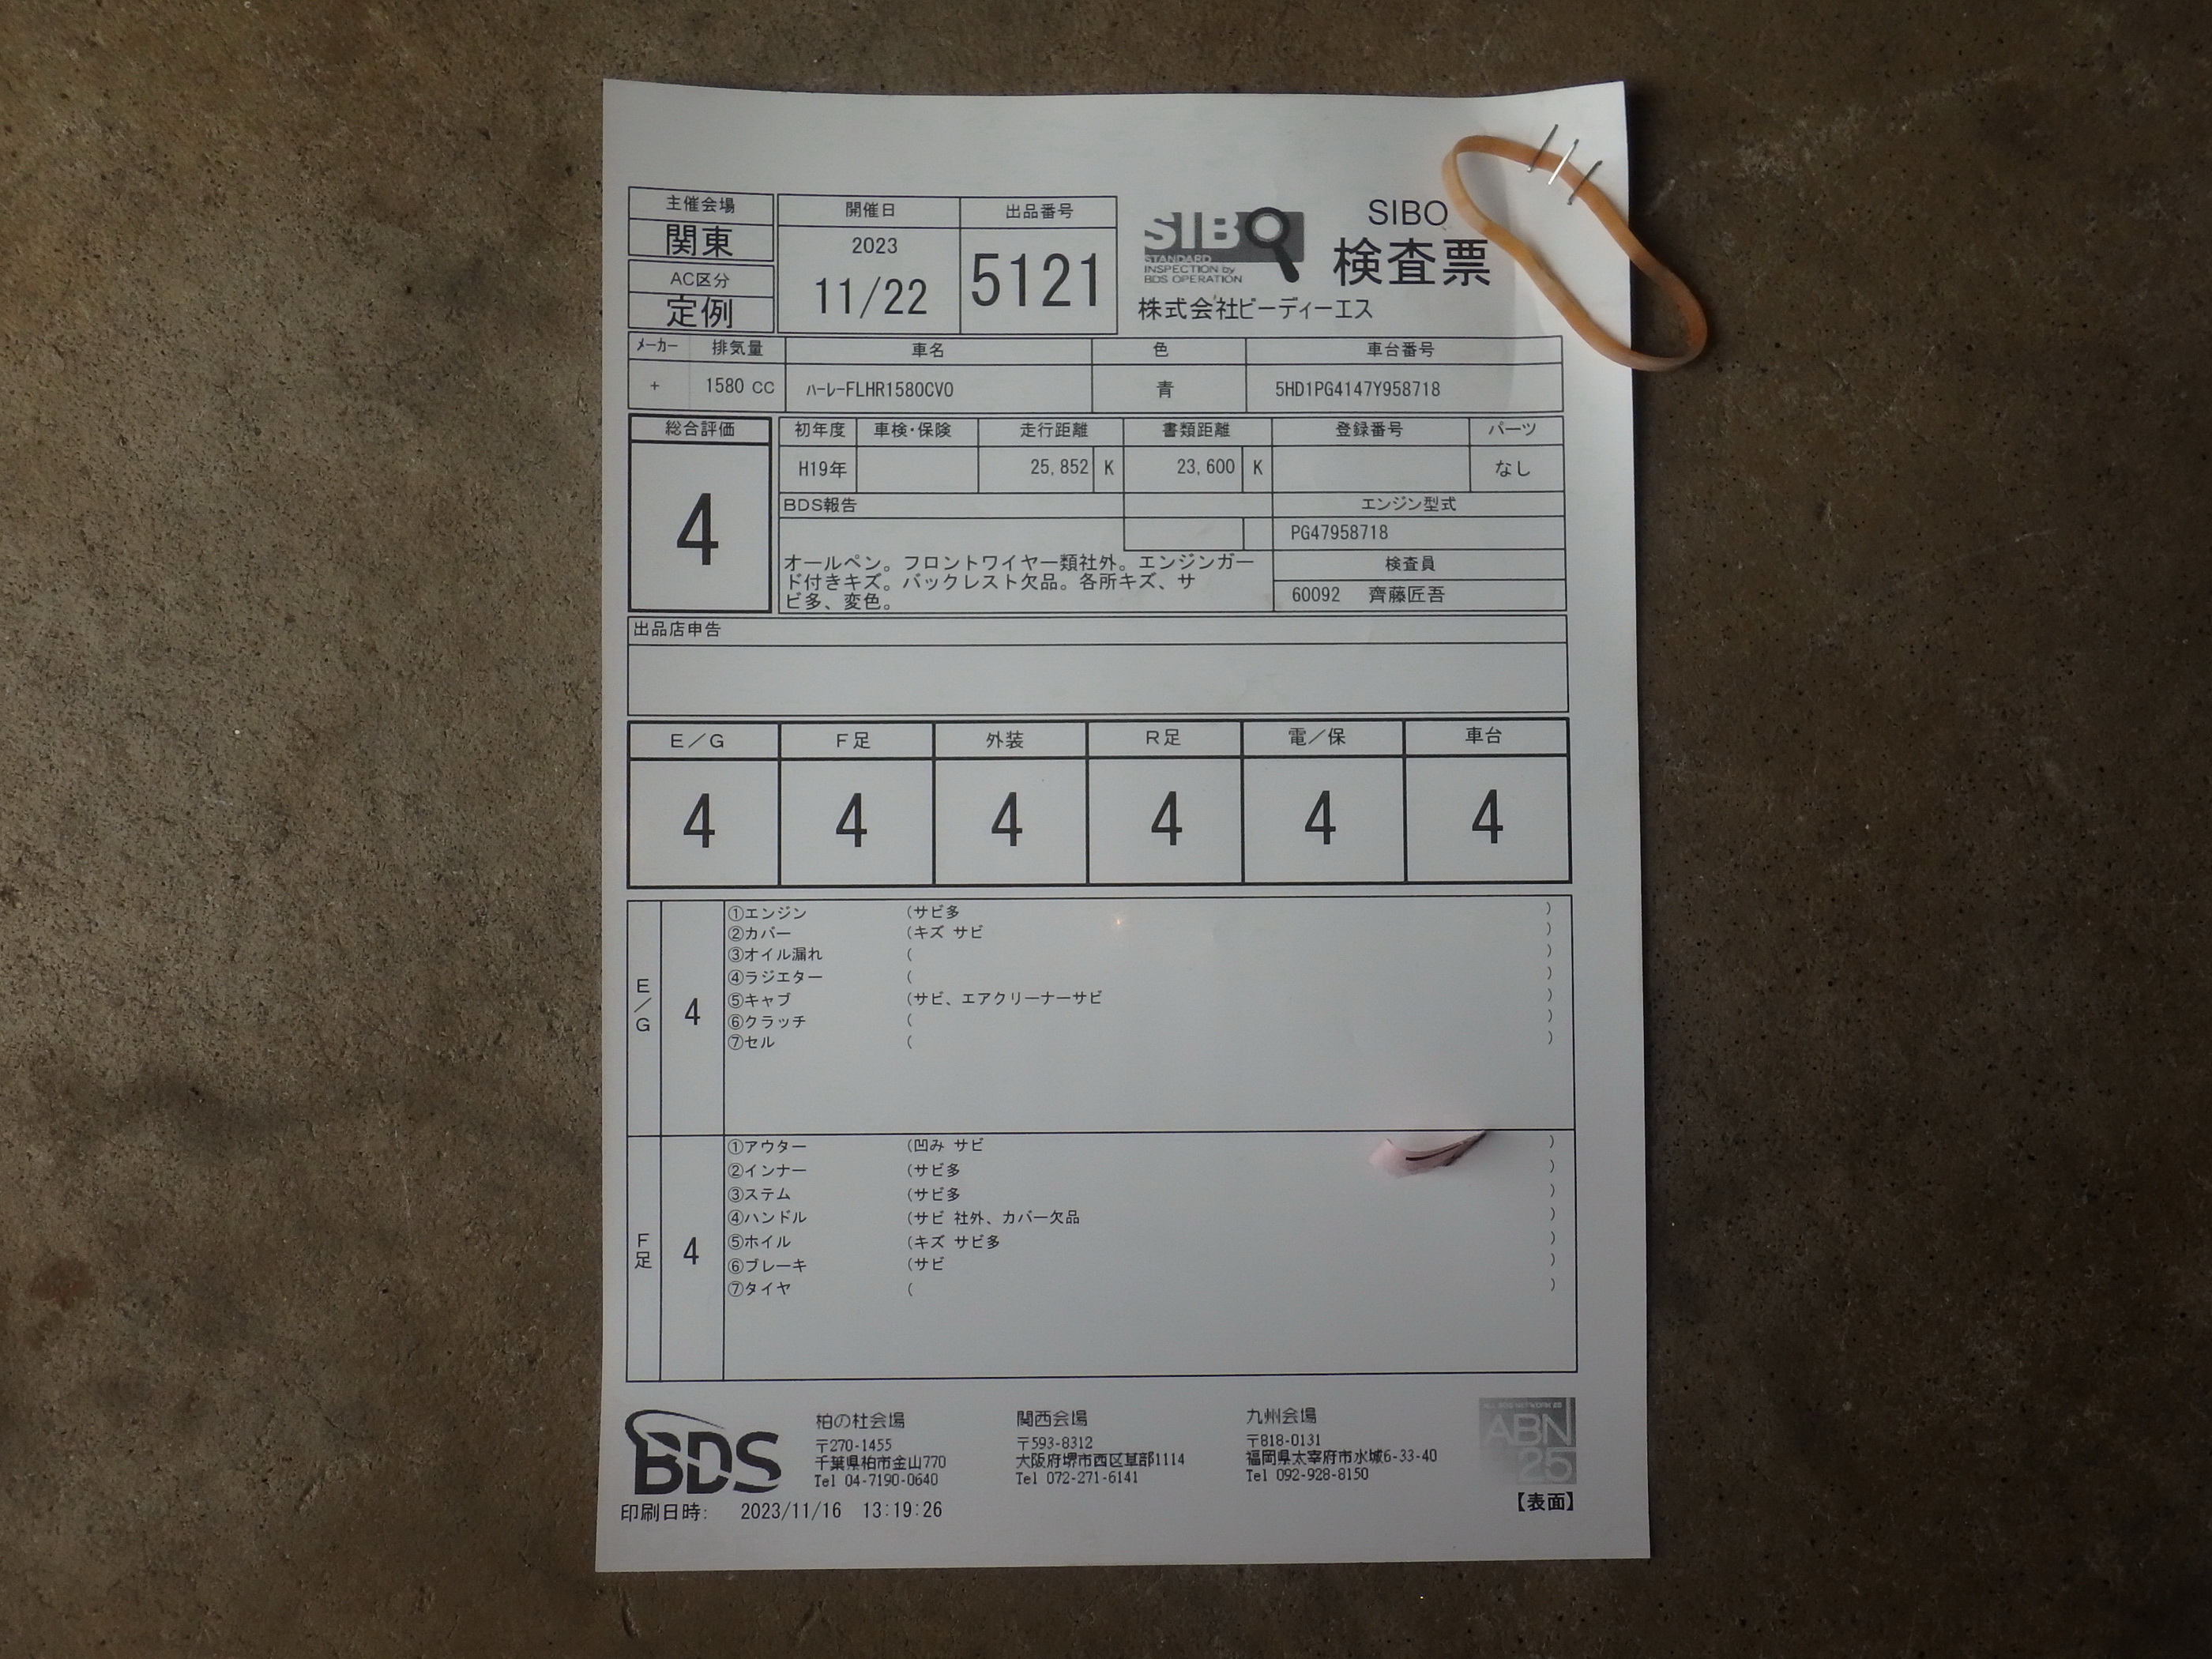 主催会場
関東
AC区分
定例
開催日
2023
11/22
出品番号
5121
SIBO
STANDARD
INSPECTION by
BDS OPERATION
SIBO
検査票
株式会社ビーディーエス
メーカー 排気量 車名 色 車台番号
+ 1580 CC ハーレーFLHR1580CVO 青 5HD1PG4147Y958718
総合評価
4
初年度 車検・保険 走行距離 書類距離 登録番号 パーツ
H19年 25,852 K 23,600 K なし
BDS報告
エンジン型式
PG47958718
オールペン。フロントワイヤー類社外。エンジンガー
ド付きキズ。バックレスト欠品。各所キズ、サ
ビ多、変色。
検査員
60092 齊藤匠吾
出品店申告
E/G F足 外装 R足 電/保 車台
4 4 4 4 4 4
E/G
4
①エンジン (サビ多 )
②カバー (キズ サビ )
③オイル漏れ ( )
④ラジエター ( )
⑤キャブ (サビ、エアクリーナーサビ )
⑥クラッチ ( )
⑦セル ( )
F足
4
①アウター (凹み サビ )
②インナー (サビ多 )
③ステム (サビ多 )
④ハンドル (サビ 社外、カバー欠品 )
⑤ホイル (キズ サビ多 )
⑥ブレーキ (サビ )
⑦タイヤ ( )
BDS
柏の杜会場
〒270-1455
千葉県柏市金山770
Tel 04-7190-0640
関西会場
〒593-8312
大阪府堺市西区草部1114
Tel 072-271-6141
九州会場
〒818-0131
福岡県太宰府市水城6-33-40
Tel 092-928-8150
ALL BDS NETWORK 25
ABN
25
印刷日時: 2023/11/16 13:19:26
【表面】